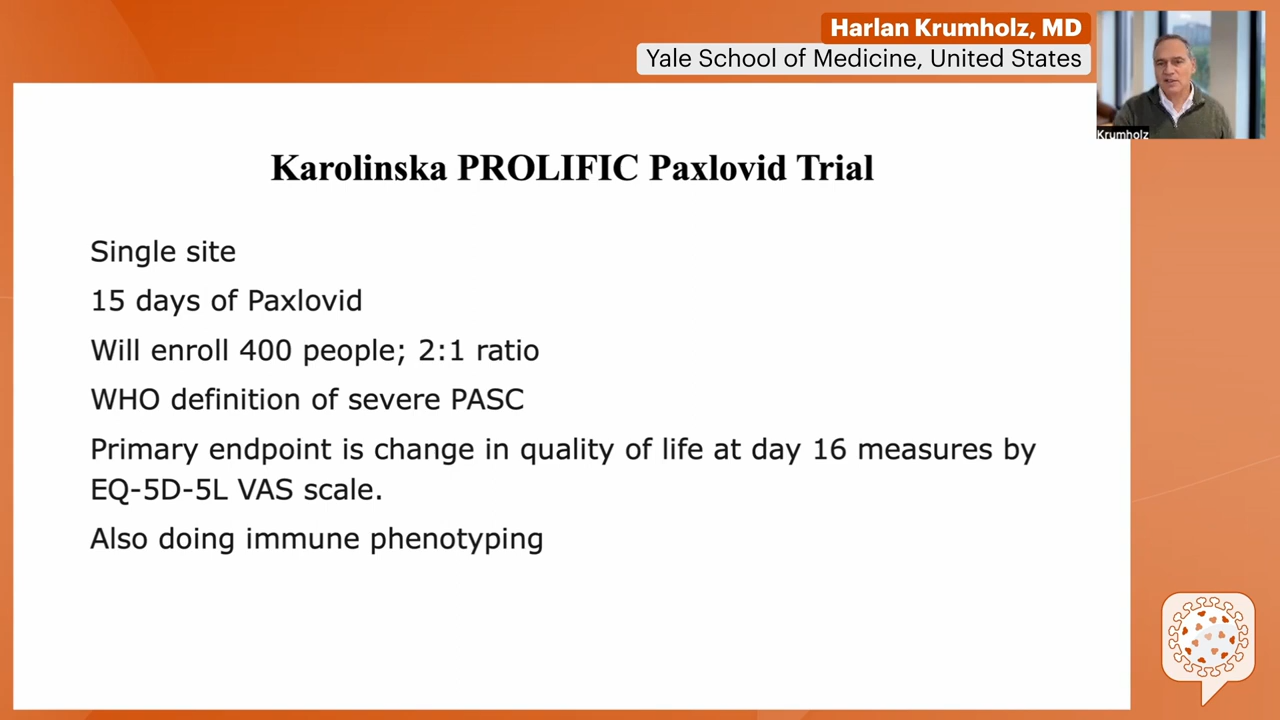 Harlan Krumholz, MD
Yale School of Medicine, United States
Krumholz
Karolinska PROLIFIC Paxlovid Trial
Single site
15 days of Paxlovid
Will enroll 400 people; 2:1 ratio
WHO definition of severe PASC
Primary endpoint is change in quality of life at day 16 measures by
EQ-5D-5L VAS scale.
Also doing immune phenotyping